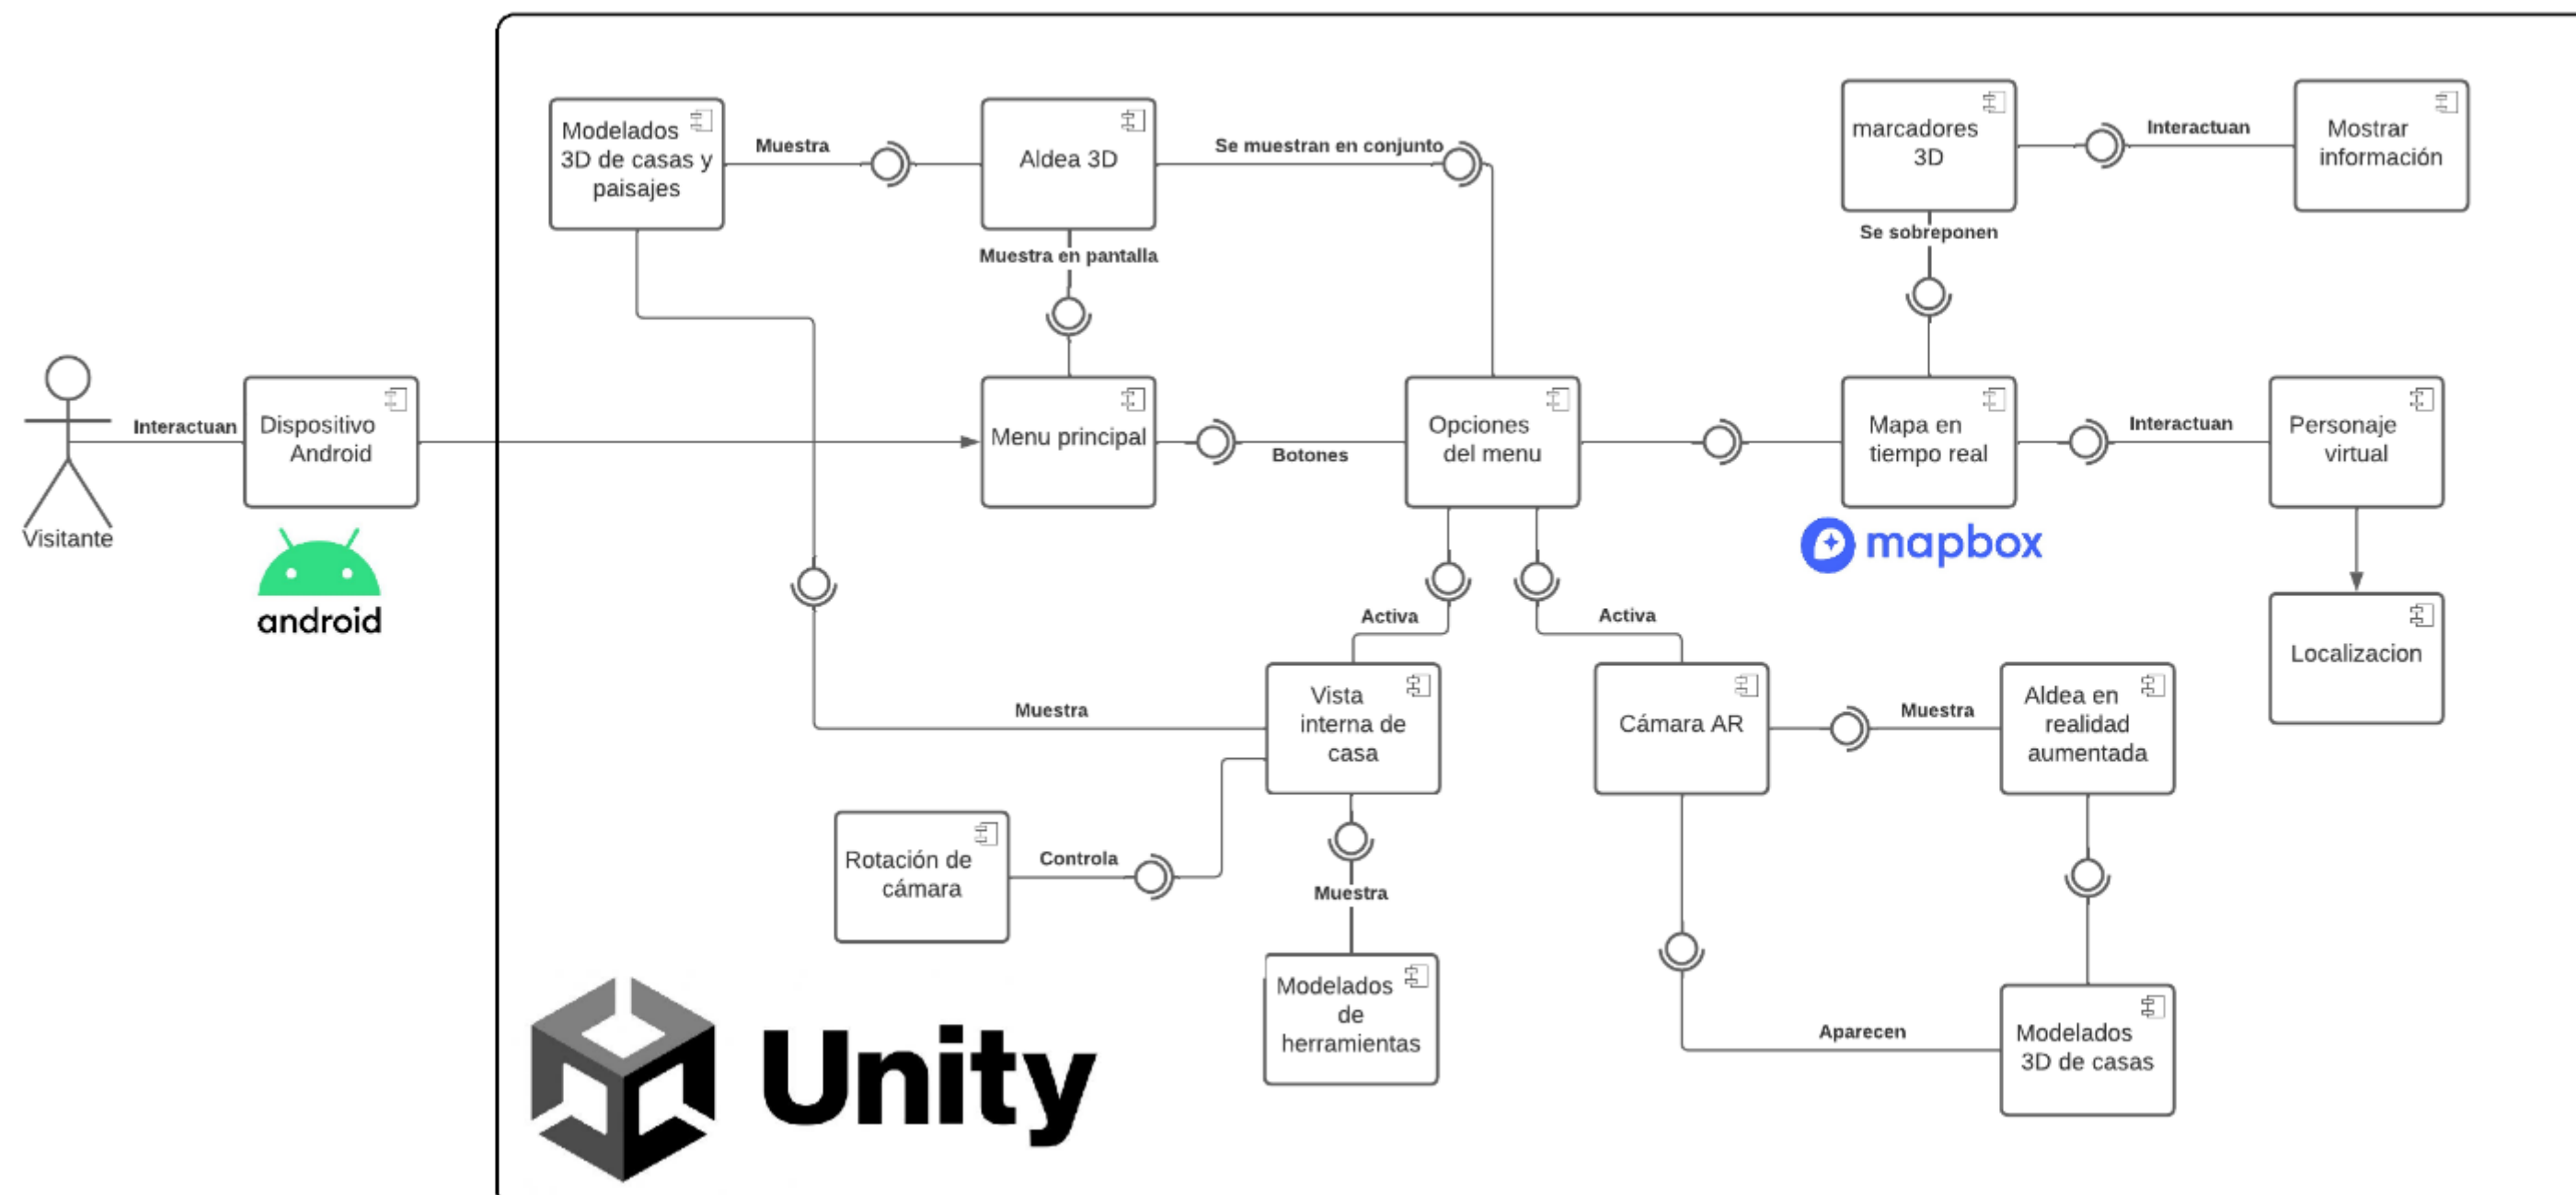 Modelados
3D de casas y
paisajes
Muestra
Aldea 3D
Se muestran en conjunto
marcadores
3D
Interactuan
Mostrar
información
Muestra en pantalla
Se sobreponen
Visitante
Interactuan
Dispositivo
Android
android
Menu principal
Botones
Opciones
del menu
Mapa en
tiempo real
mapbox
Interactuan
Personaje
virtual
Localizacion
Activa
Activa
Muestra
Vista
interna de
casa
Cámara AR
Muestra
Aldea en
realidad
aumentada
Rotación de
cámara
Controla
Muestra
Modelados
de
herramientas
Aparecen
Modelados
3D de casas
Unity